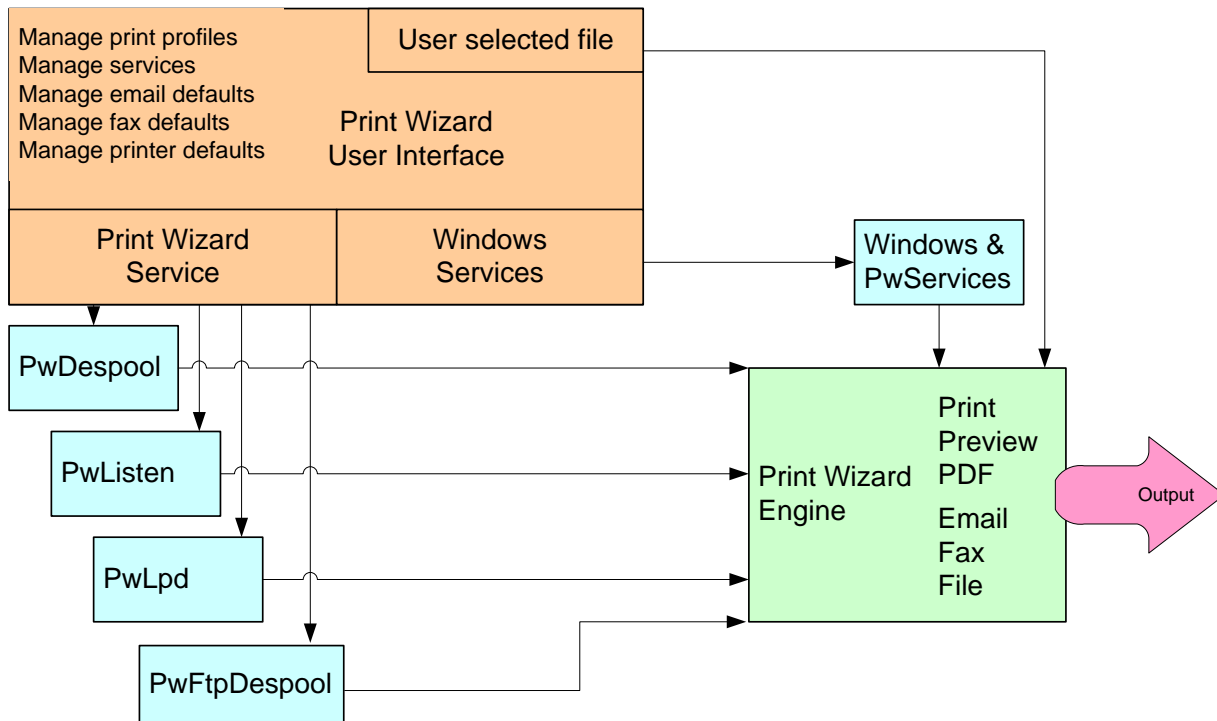 Manage print profiles
Manage services
Manage email defaults
Manage fax defaults
Manage printer defaults
User selected file
Print Wizard
User Interface
Print Wizard
Service
Windows
Services
Windows &
PwServices
PwDespool
PwListen
PwLpd
PwFtpDespool
Print Wizard
Engine
Print
Preview
PDF
Email
Fax
File
Output